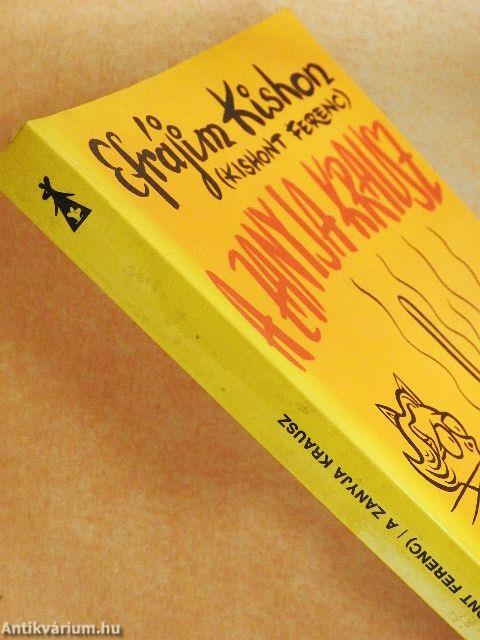 Efrájim Kishon
(KISHONT FERENC)
A ZANYJA KRAUSZ
ONT FERENC) / A ZANYJA KRAUSZ
Antikvárium.hu